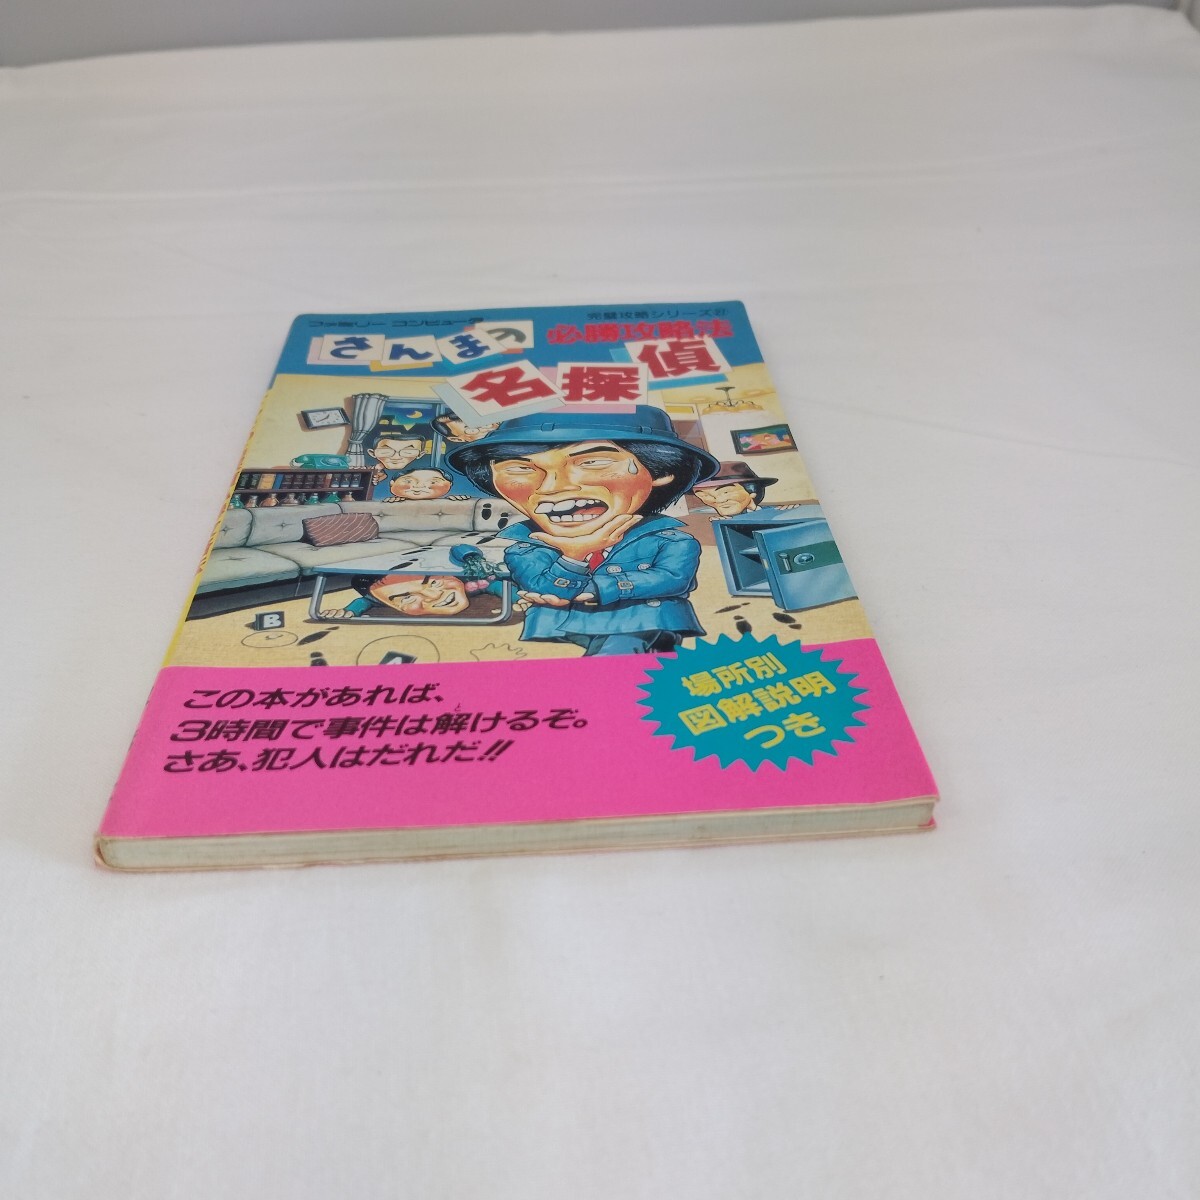 ファミリーコンピュータ
完璧攻略シリーズ
さんまの
必勝攻略法
名探偵
B
A
この本があれば、
3時間で事件は解けるぞ。
と
さあ、犯人はだれだ!!
場所別
図解説明
つき